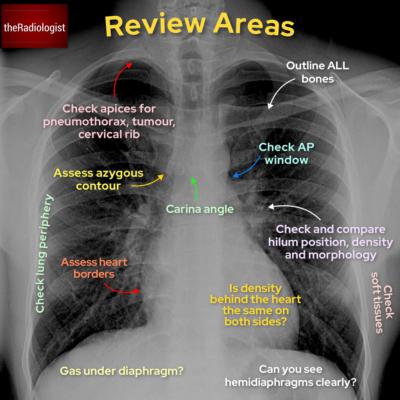 theRadiologist
Review Areas
Outline ALL
bones
Check apices for
pneumothorax, tumour,
cervical rib
Check AP
window
Assess azygous
contour
Carina angle
Check and compare
hilum position, density
and morphology
Check lung periphery
Assess heart
borders
Is density
behind the heart
the same on
both sides?
Check
soft tissues
Gas under diaphragm?
Can you see
hemidiaphragms clearly?